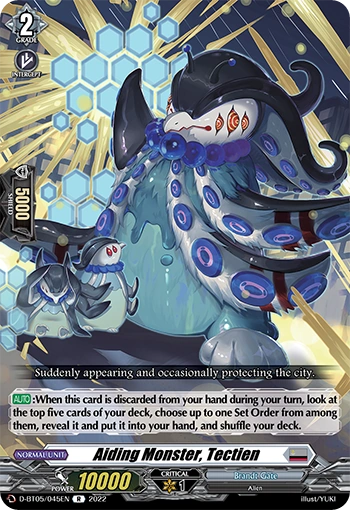 2
GRADE
INTERCEPT
SHIELD
5000
Suddenly appearing and occasionally protecting the city.
AUTO:When this card is discarded from your hand during your turn, look
at the top five cards of your deck, choose up to one Set Order from among
them, reveal it and put it into your hand, and shuffle your deck.
NORMAL UNIT
Aiding Monster, Tectien
POWER 10000
CRITICAL
1
Brandt Gate
Alien
D-BT05/045EN R 2022
illust/YUKI